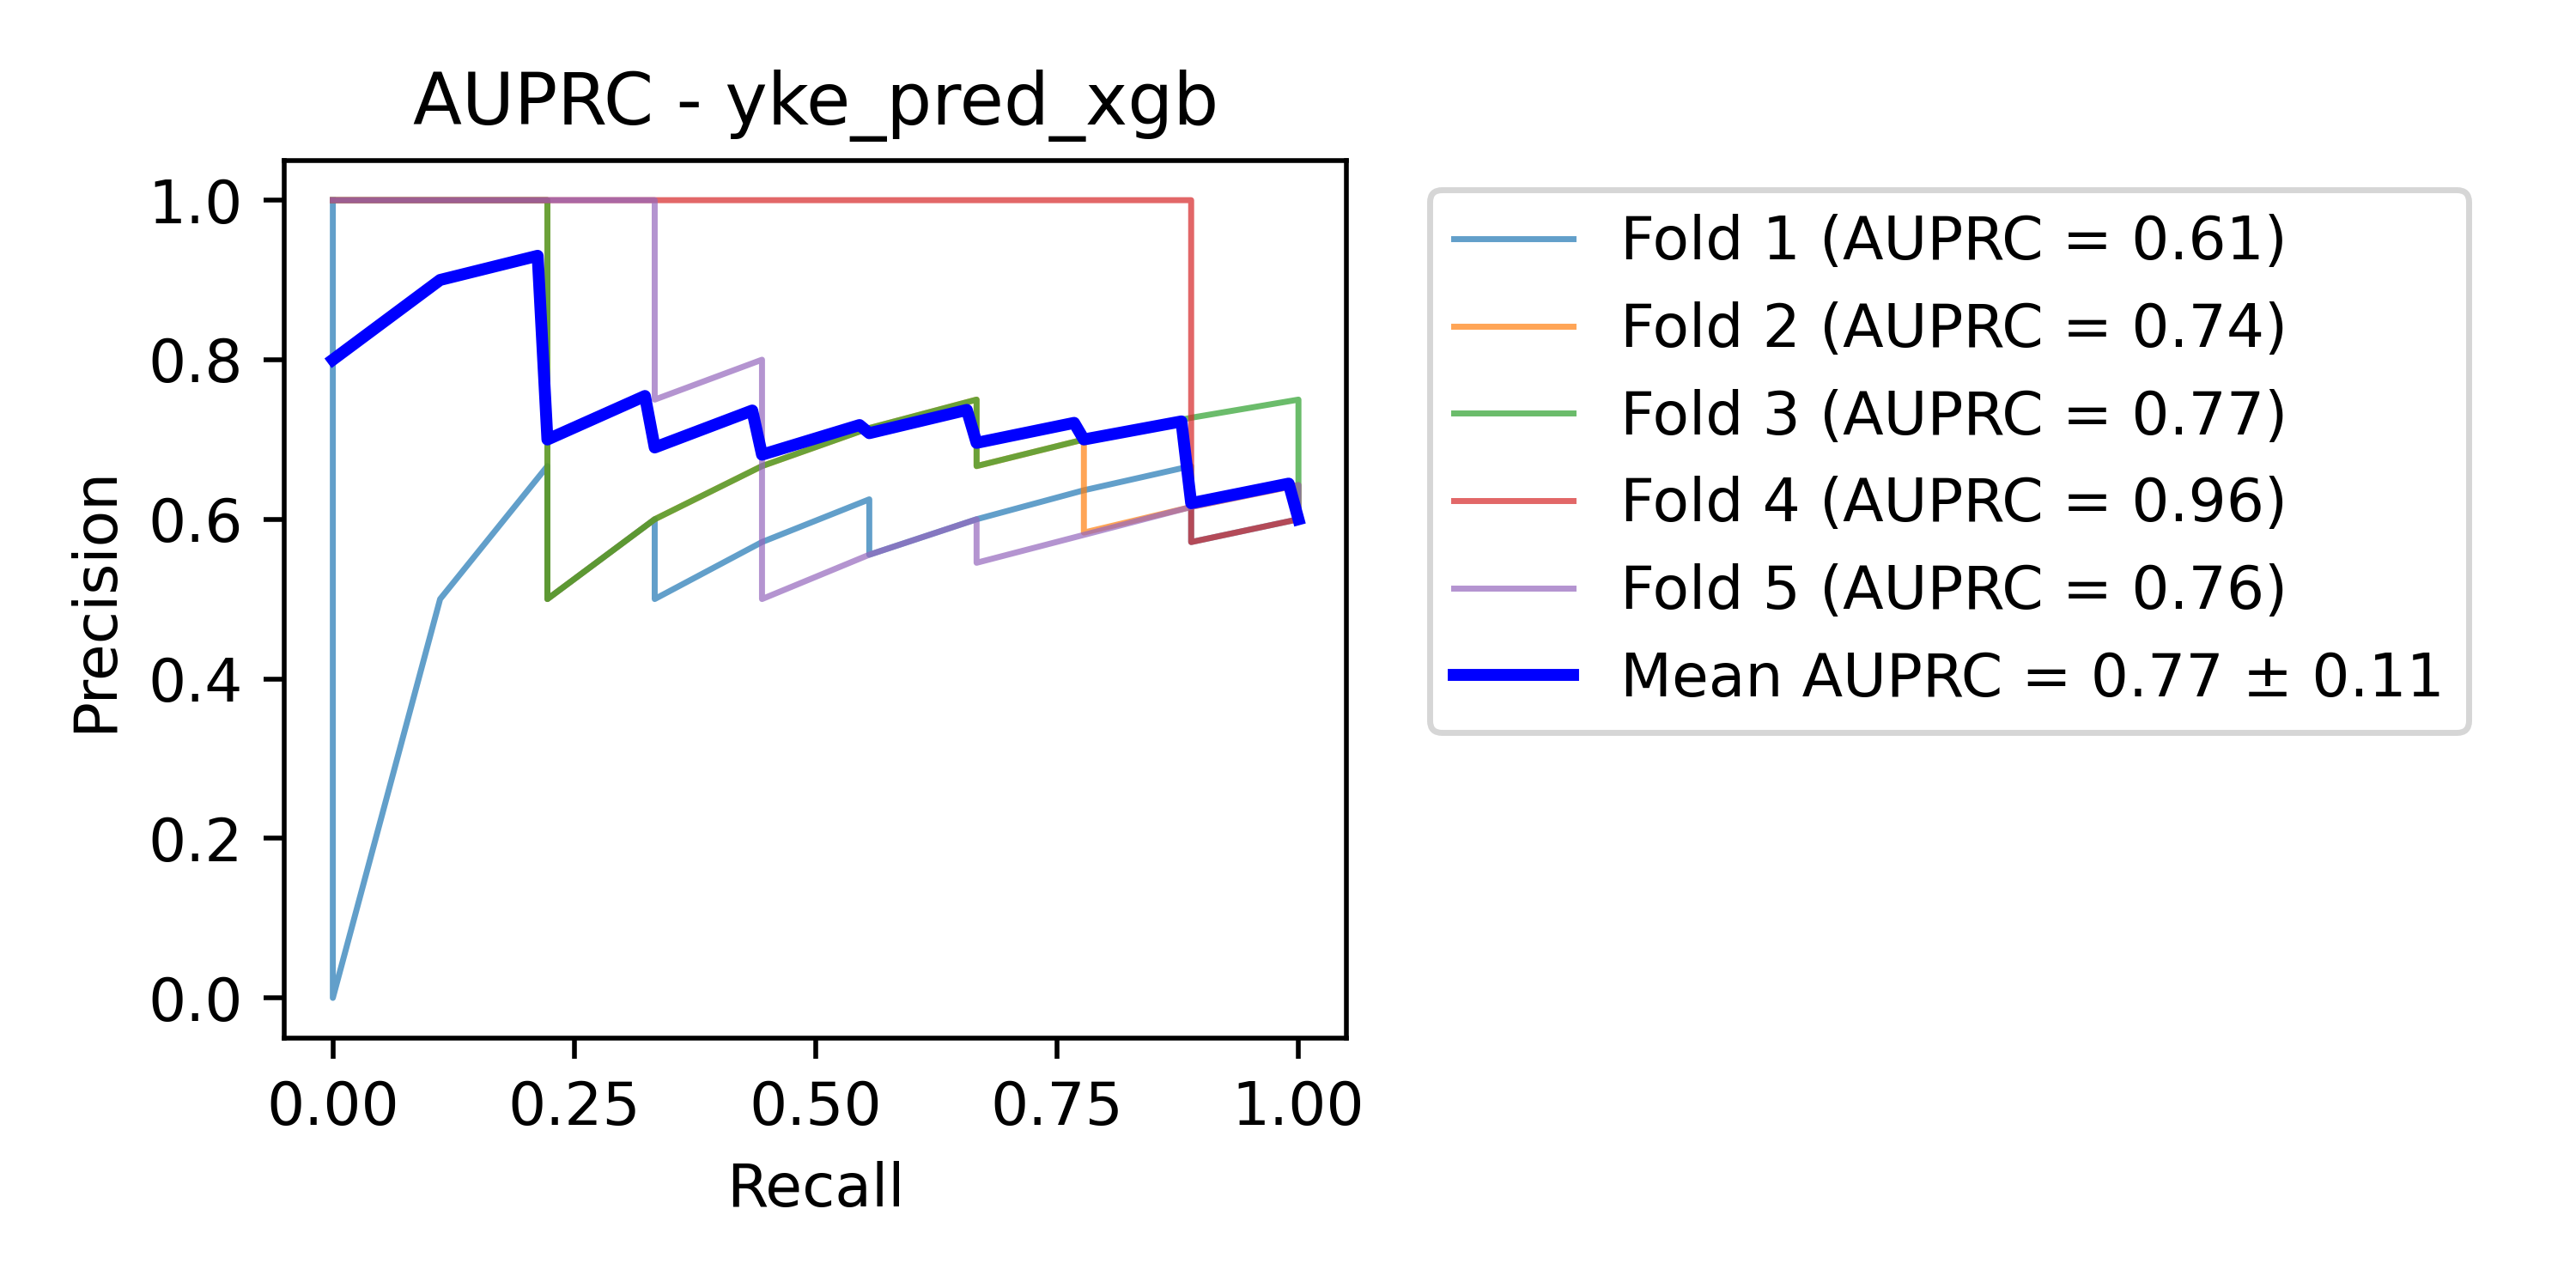 AUPRC - yke_pred_xgb
1.0
0.8
0.6
0.4
0.2
0.0
Precision
0.00 0.25 0.50 0.75 1.00
Recall
Fold 1 (AUPRC = 0.61)
Fold 2 (AUPRC = 0.74)
Fold 3 (AUPRC = 0.77)
Fold 4 (AUPRC = 0.96)
Fold 5 (AUPRC = 0.76)
Mean AUPRC = 0.77 ± 0.11